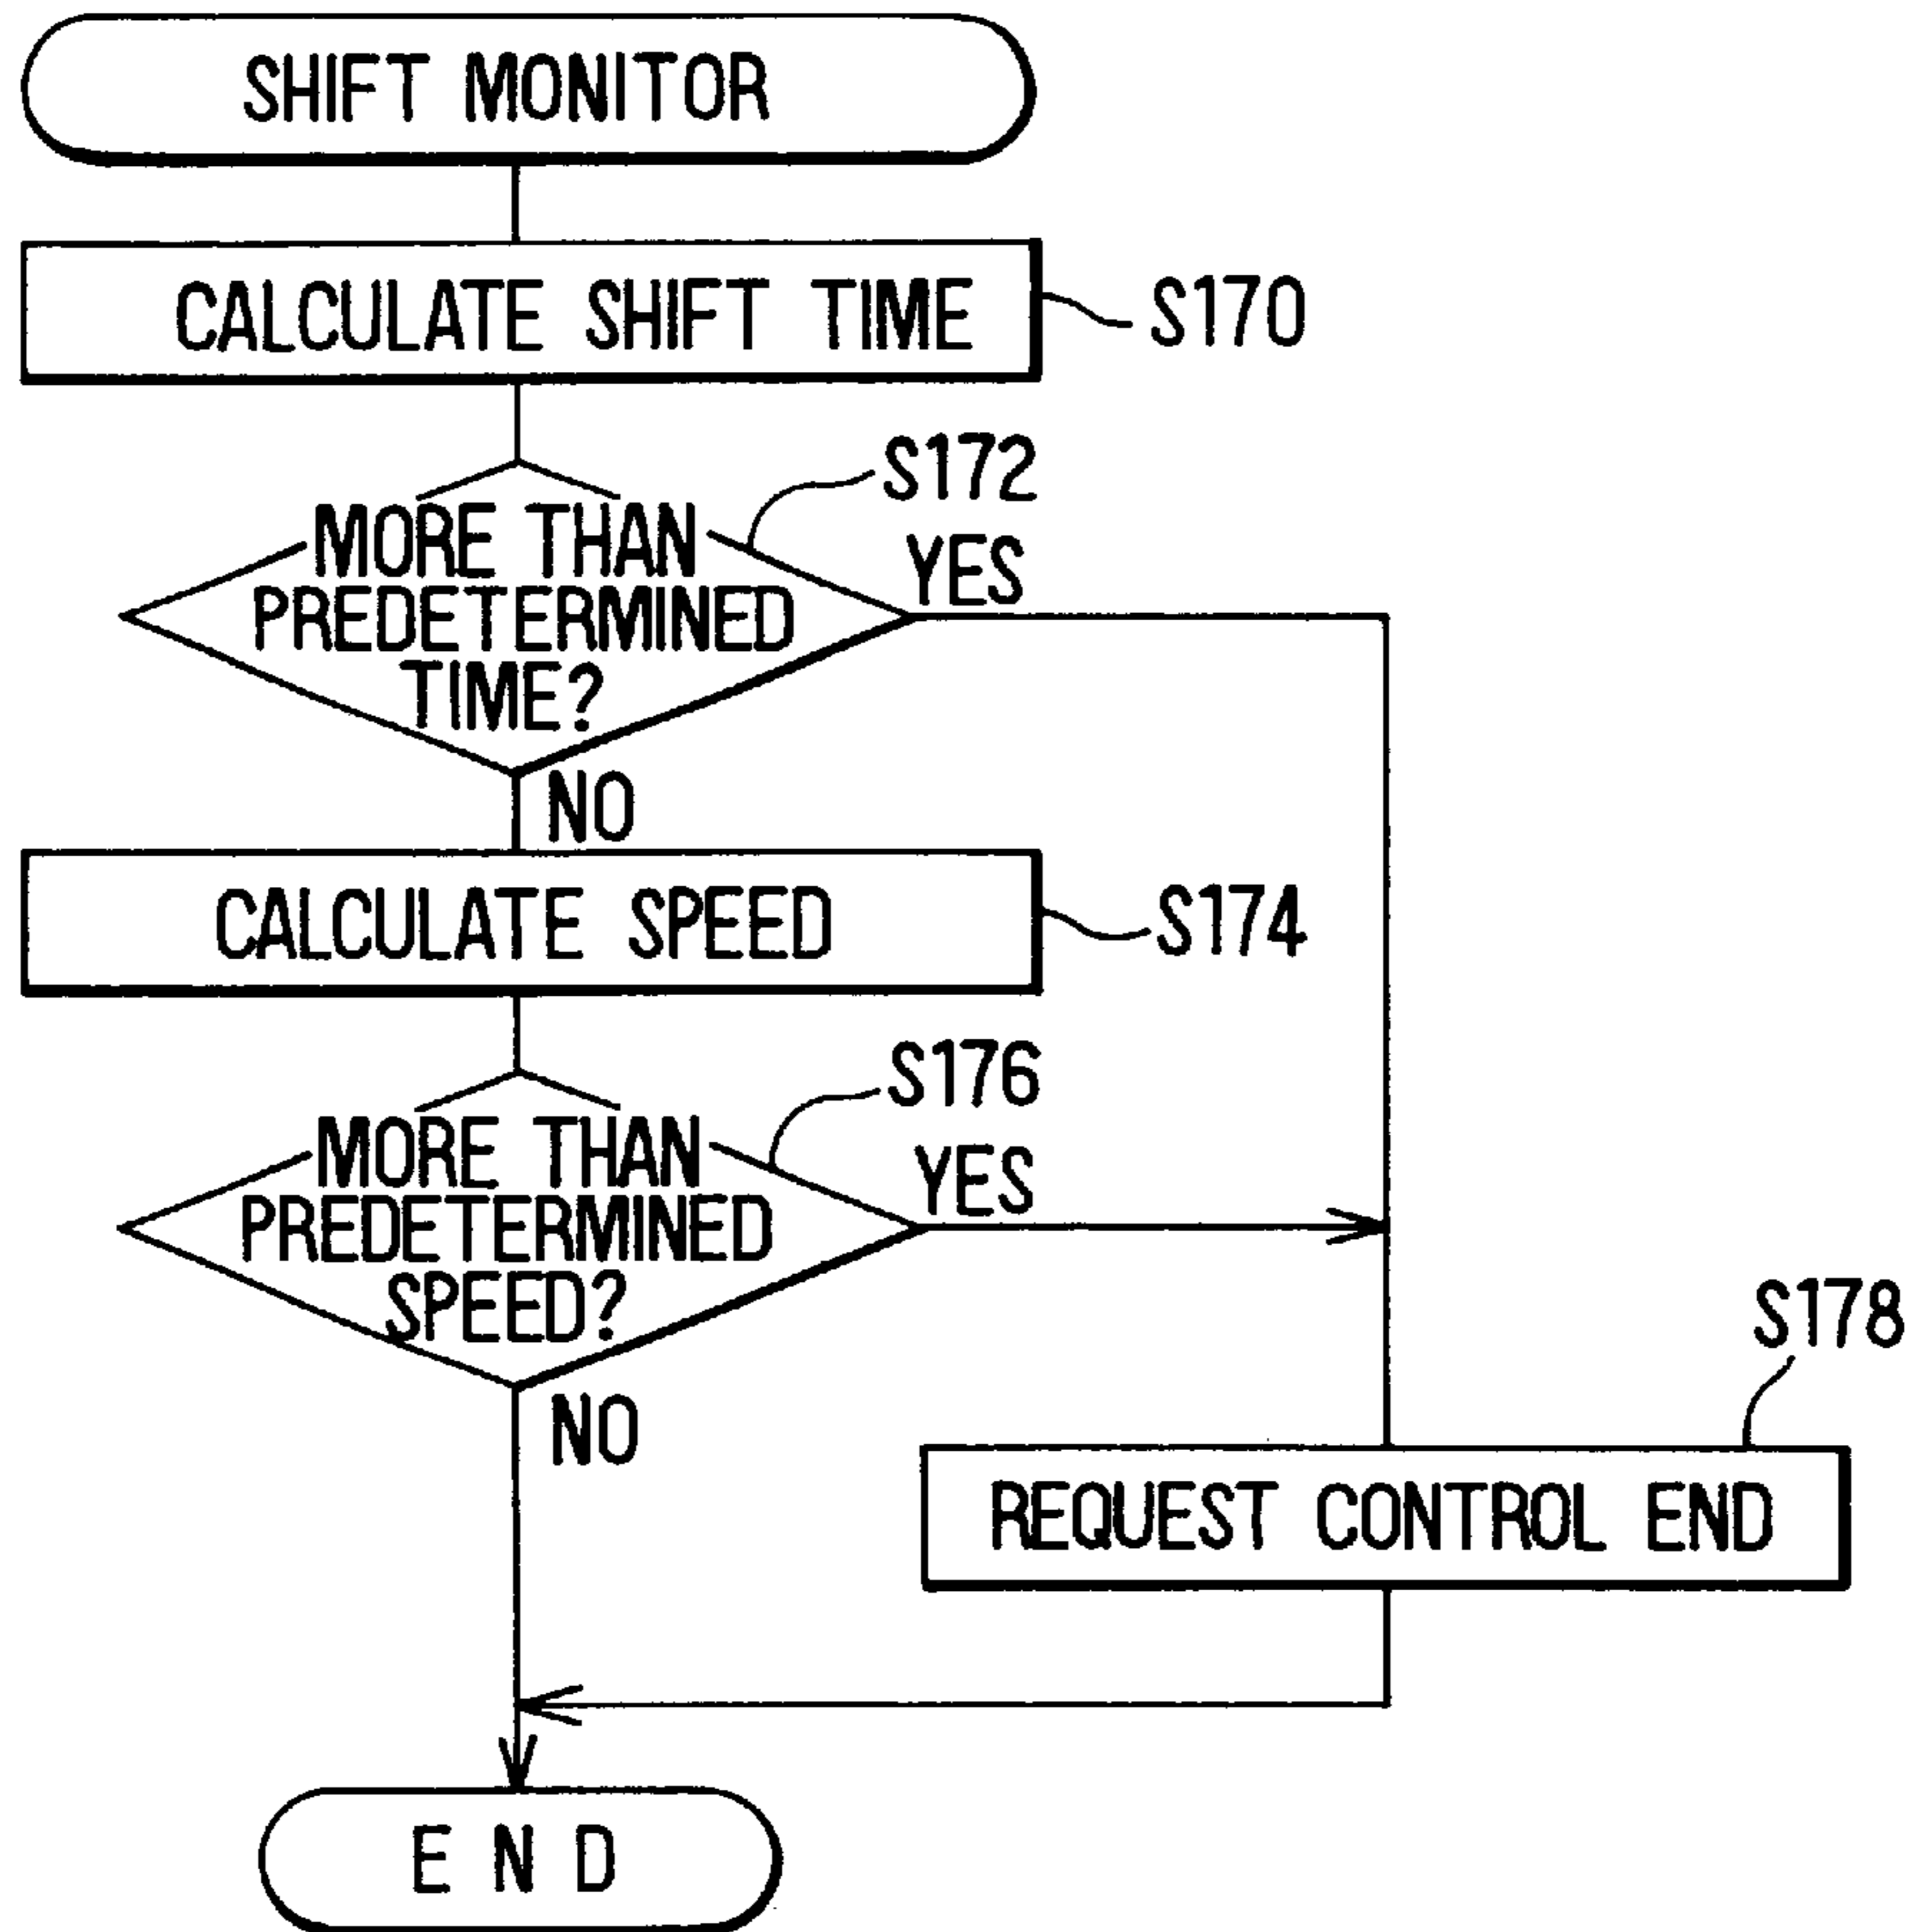 SHIFT MONITOR
CALCULATE SHIFT TIME
S170
S172
MORE THAN
PREDETERMINED
TIME?
YES
NO
CALCULATE SPEED
S174
S176
MORE THAN
PREDETERMINED
SPEED?
YES
NO
S178
REQUEST CONTROL END
END